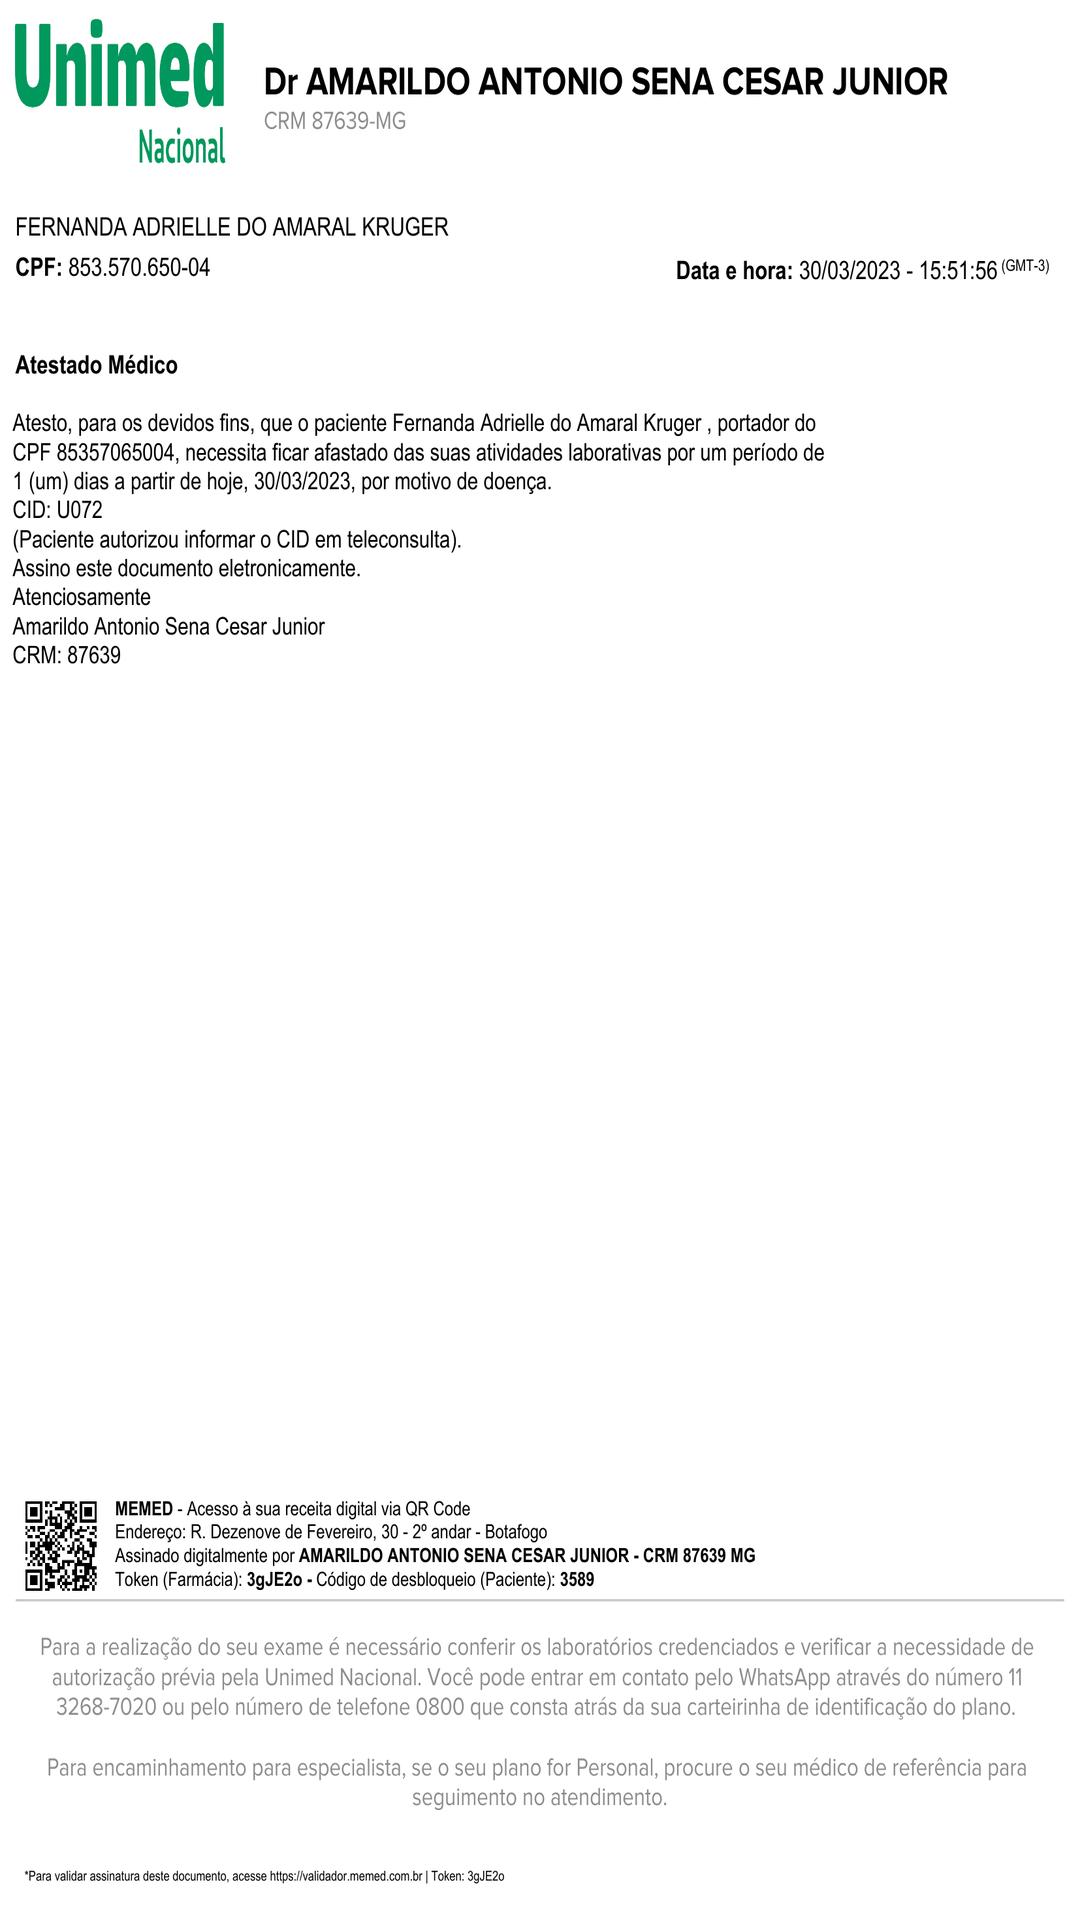 Unimed
Nacional
Dr AMARILDO ANTONIO SENA CESAR JUNIOR
CRM 87639-MG
FERNANDA ADRIELLE DO AMARAL KRUGER
CPF: 853.570.650-04
Data e hora: 30/03/2023 - 15:51:56 (GMT-3)
Atestado Médico
Atesto, para os devidos fins, que o paciente Fernanda Adrielle do Amaral Kruger , portador do
CPF 85357065004, necessita ficar afastado das suas atividades laborativas por um período de
1 (um) dias a partir de hoje, 30/03/2023, por motivo de doença.
CID: U072
(Paciente autorizou informar o CID em teleconsulta).
Assino este documento eletronicamente.
Atenciosamente
Amarildo Antonio Sena Cesar Junior
CRM: 87639
MEMED - Acesso à sua receita digital via QR Code
Endereço: R. Dezenove de Fevereiro, 30 - 2º andar - Botafogo
Assinado digitalmente por AMARILDO ANTONIO SENA CESAR JUNIOR - CRM 87639 MG
Token (Farmácia): 3gJE2o - Código de desbloqueio (Paciente): 3589
Para a realização do seu exame é necessário conferir os laboratórios credenciados e verificar a necessidade de
autorização prévia pela Unimed Nacional. Você pode entrar em contato pelo WhatsApp através do número 11
3268-7020 ou pelo número de telefone 0800 que consta atrás da sua carteirinha de identificação do plano.
Para encaminhamento para especialista, se o seu plano for Personal, procure o seu médico de referência para
seguimento no atendimento.
*Para validar assinatura deste documento, acesse https://validador.memed.com.br | Token: 3gJE2o